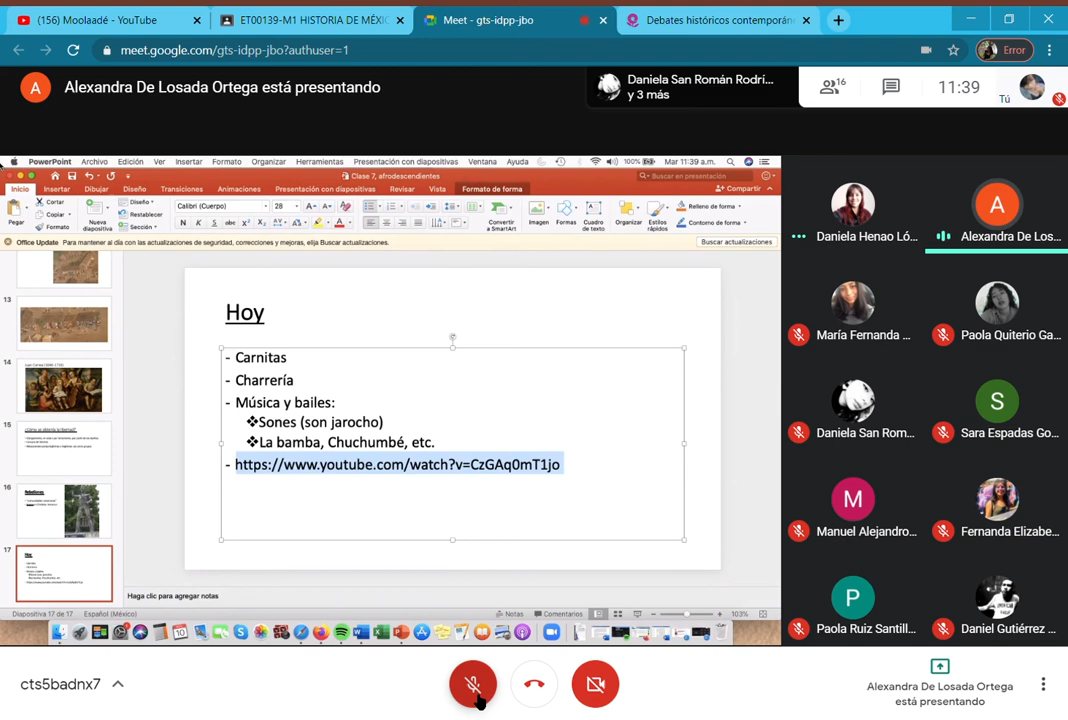 (156) Moolaadé - YouTube
ET00139-M1 HISTORIA DE MÉXI
Meet - gts-idpp-jbo
Debates históricos contemporán
meet.google.com/gts-idpp-jbo?authuser=1
Error
A
Alexandra De Losada Ortega está presentando
Daniela San Román Rodrí...
y 3 más
16
11:39
Tú
PowerPoint Archivo Edición Ver Insertar Formato Organizar Herramientas Presentación con diapositivas Ventana Ayuda
100%
Mar 11:39 a.m.
Clase 7, afrodescendientes
Buscar en presentación
Inicio Insertar Dibujar Diseño Transiciones Animaciones Presentación con diapositivas Revisar Vista Formato de forma
Compartir
Pegar
Cortar
Copiar
Formato
Nueva diapositiva
Diseño
Restablecer
Sección
Calibri (Cuerpo)
28
Convertir a SmartArt
Imagen
Formas
Cuadro de texto
Organizar
Estilos rápidos
Relleno de forma
Contorno de forma
Office Update Para mantener al día con las actualizaciones de seguridad, correcciones y mejoras, elija Buscar actualizaciones.
Buscar actualizaciones
13
14
15
¿Cómo se obtenía la libertad?
16
Rebeliones
17
Hoy
Hoy
- Carnitas
- Charrería
- Música y bailes:
❖Sones (son jarocho)
❖La bamba, Chuchumbé, etc.
- https://www.youtube.com/watch?v=CzGAq0mT1jo
Haga clic para agregar notas
Diapositiva 17 de 17 Español (México)
Notas
Comentarios
103%
Daniela Henao Ló...
A
Alexandra De Los...
María Fernanda ...
Paola Quiterio Ga...
Daniela San Rom...
S
Sara Espadas Go...
M
Manuel Alejandro...
Fernanda Elizabe...
P
Paola Ruiz Santill...
Daniel Gutiérrez ...
cts5badnx7
Alexandra De Losada Ortega
está presentando